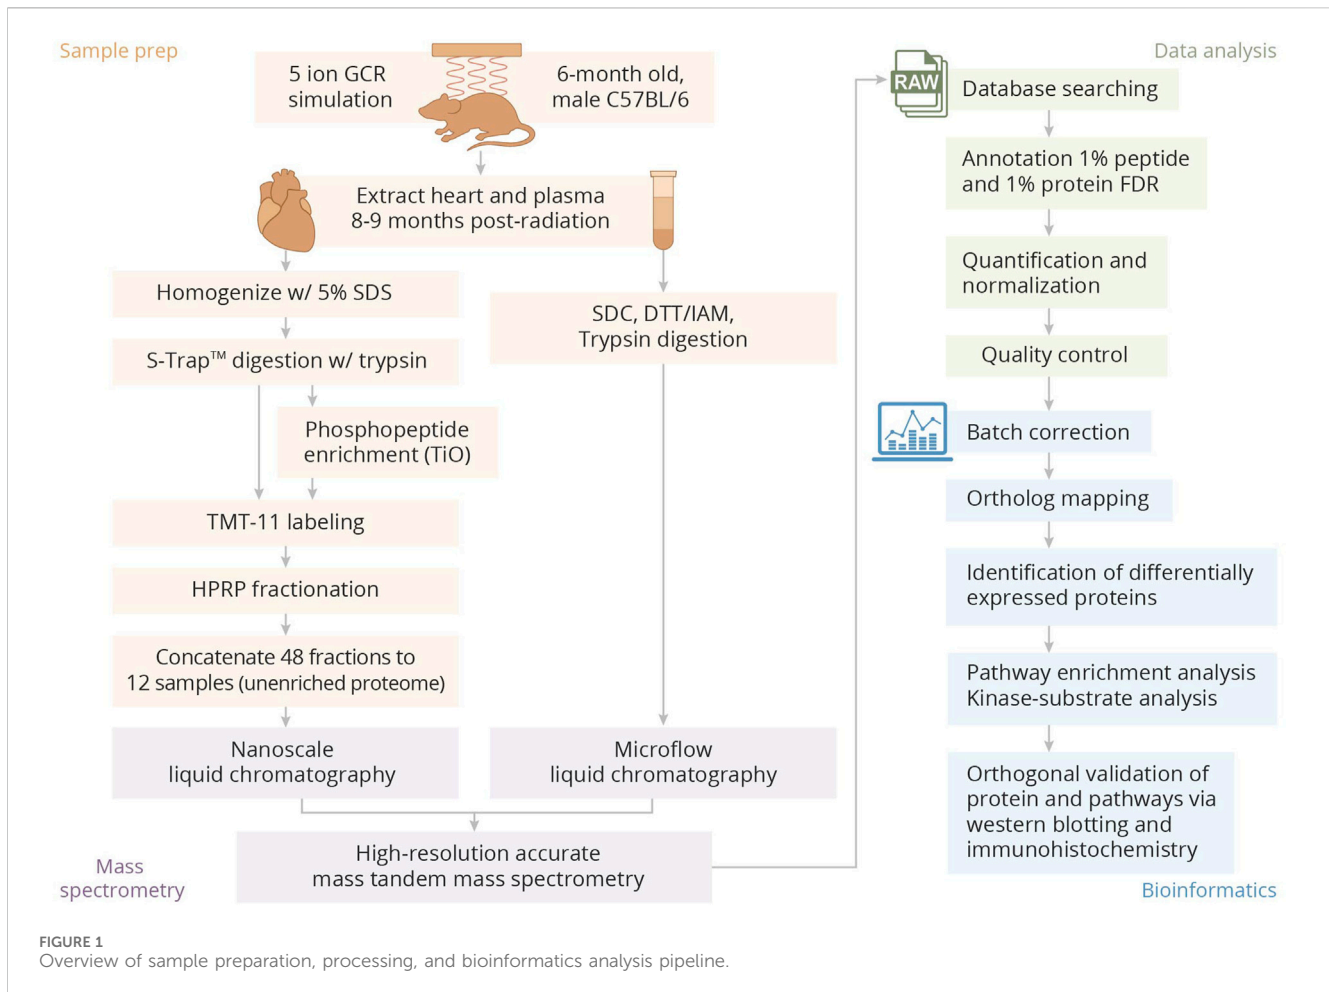 Sample prep
5 ion GCR
simulation
6-month old,
male C57BL/6
Extract heart and plasma
8-9 months post-radiation
Homogenize w/ 5% SDS
S-Trap™ digestion w/ trypsin
Phosphopeptide
enrichment (TiO)
TMT-11 labeling
HPRP fractionation
Concatenate 48 fractions to
12 samples (unenriched proteome)
Nanoscale
liquid chromatography
SDC, DTT/IAM,
Trypsin digestion
Microflow
liquid chromatography
Mass
spectrometry
High-resolution accurate
mass tandem mass spectrometry
Data analysis
RAW
Database searching
Annotation 1% peptide
and 1% protein FDR
Quantification and
normalization
Quality control
Batch correction
Ortholog mapping
Identification of differentially
expressed proteins
Pathway enrichment analysis
Kinase-substrate analysis
Orthogonal validation of
protein and pathways via
western blotting and
immunohistochemistry
Bioinformatics
FIGURE 1
Overview of sample preparation, processing, and bioinformatics analysis pipeline.